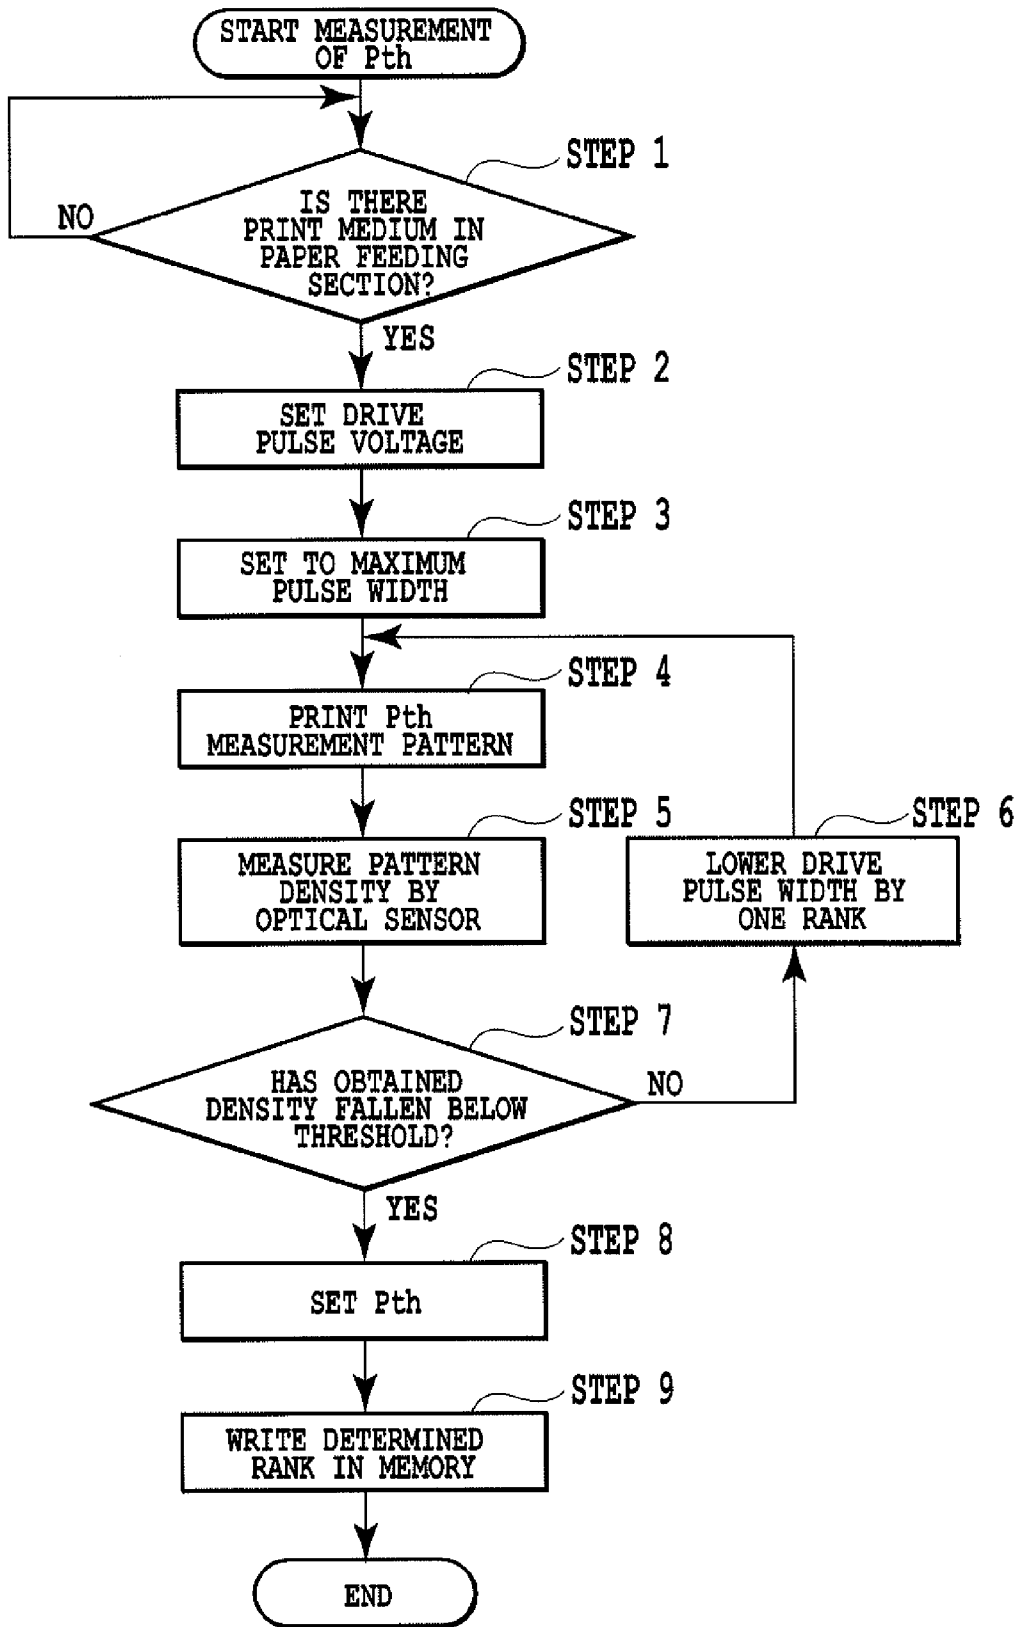 START MEASUREMENT
OF Pth
STEP 1
IS THERE
PRINT MEDIUM IN
PAPER FEEDING
SECTION?
NO
YES
STEP 2
SET DRIVE
PULSE VOLTAGE
STEP 3
SET TO MAXIMUM
PULSE WIDTH
STEP 4
PRINT Pth
MEASUREMENT PATTERN
STEP 5
MEASURE PATTERN
DENSITY BY
OPTICAL SENSOR
STEP 6
LOWER DRIVE
PULSE WIDTH BY
ONE RANK
STEP 7
HAS OBTAINED
DENSITY FALLEN BELOW
THRESHOLD?
NO
YES
STEP 8
SET Pth
STEP 9
WRITE DETERMINED
RANK IN MEMORY
END